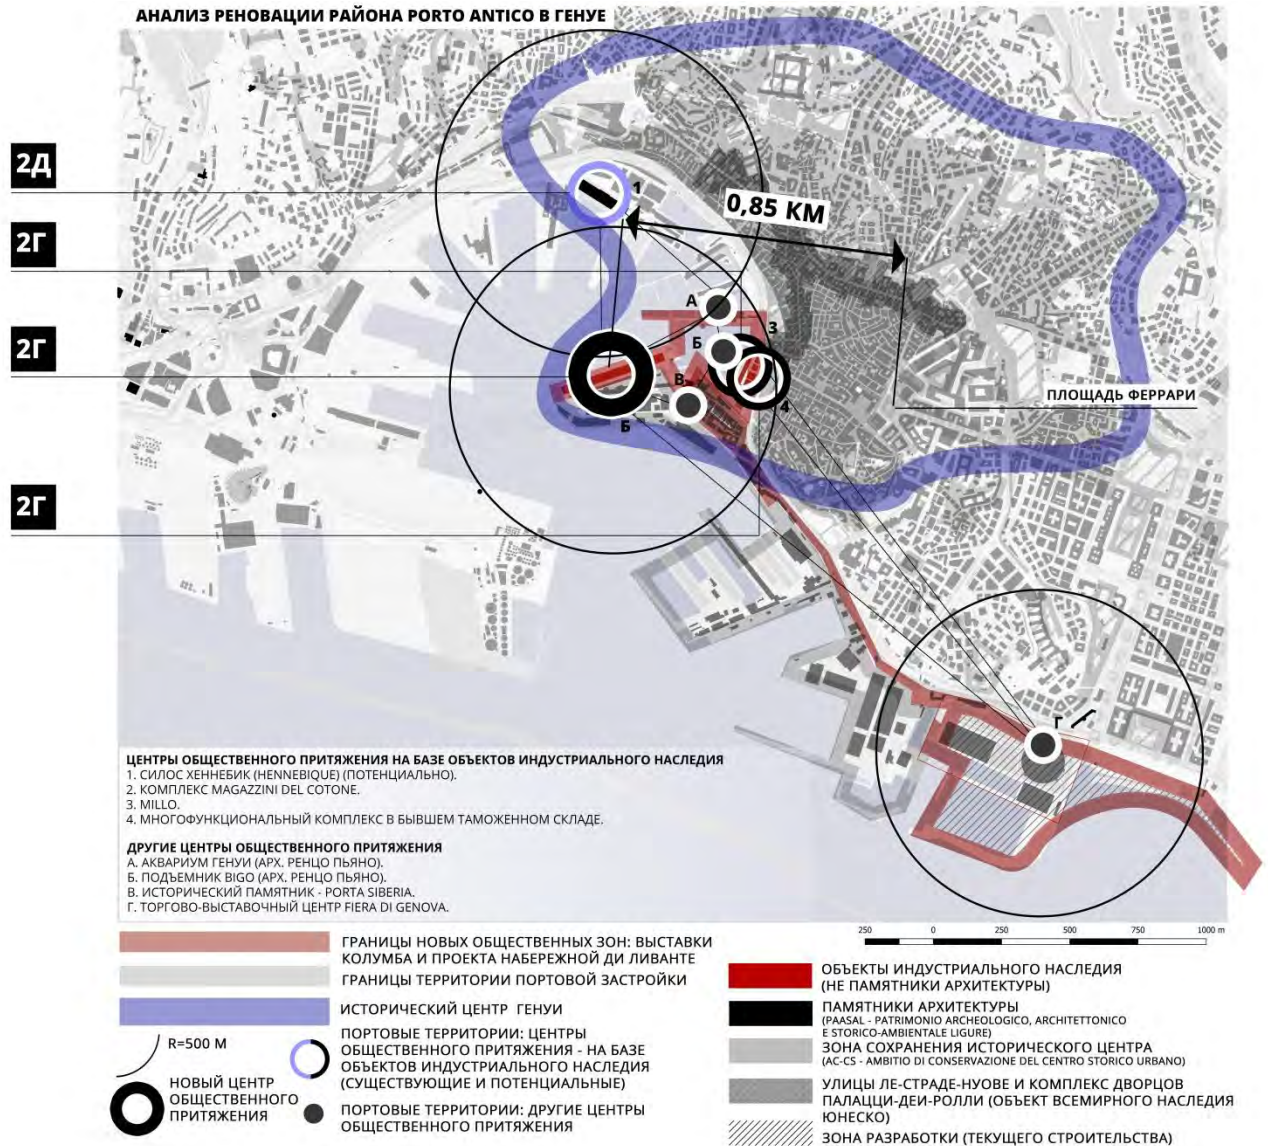 АНАЛИЗ РЕНОВАЦИИ РАЙОНА PORTO ANTICO В ГЕНУЕ
2Д
2Г
2Г
2Г
1
0,85 КМ
А
3
Б
В
4
Б
ПЛОЩАДЬ ФЕРРАРИ
Г
ЦЕНТРЫ ОБЩЕСТВЕННОГО ПРИТЯЖЕНИЯ НА БАЗЕ ОБЪЕКТОВ ИНДУСТРИАЛЬНОГО НАСЛЕДИЯ
1. СИЛОС ХЕННЕБИК (HENNEBIQUE) (ПОТЕНЦИАЛЬНО).
2. КОМПЛЕКС MAGAZZINI DEL COTONE.
3. MILLO.
4. МНОГОФУНКЦИОНАЛЬНЫЙ КОМПЛЕКС В БЫВШЕМ ТАМОЖЕННОМ СКЛАДЕ.
ДРУГИЕ ЦЕНТРЫ ОБЩЕСТВЕННОГО ПРИТЯЖЕНИЯ
А. АКВАРИУМ ГЕНУИ (АРХ. РЕНЦО ПЬЯНО).
Б. ПОДЪЕМНИК BIGO (АРХ. РЕНЦО ПЬЯНО).
В. ИСТОРИЧЕСКИЙ ПАМЯТНИК - PORTA SIBERIA.
Г. ТОРГОВО-ВЫСТАВОЧНЫЙ ЦЕНТР FIERA DI GENOVA.
250 0 250 500 750 1000 m
ГРАНИЦЫ НОВЫХ ОБЩЕСТВЕННЫХ ЗОН: ВЫСТАВКИ
КОЛУМБА И ПРОЕКТА НАБЕРЕЖНОЙ ДИ ЛИВАНТЕ
ГРАНИЦЫ ТЕРРИТОРИИ ПОРТОВОЙ ЗАСТРОЙКИ
ИСТОРИЧЕСКИЙ ЦЕНТР ГЕНУИ
R=500 М
НОВЫЙ ЦЕНТР
ОБЩЕСТВЕННОГО
ПРИТЯЖЕНИЯ
ПОРТОВЫЕ ТЕРРИТОРИИ: ЦЕНТРЫ
ОБЩЕСТВЕННОГО ПРИТЯЖЕНИЯ - НА БАЗЕ
ОБЪЕКТОВ ИНДУСТРИАЛЬНОГО НАСЛЕДИЯ
(СУЩЕСТВУЮЩИЕ И ПОТЕНЦИАЛЬНЫЕ)
ПОРТОВЫЕ ТЕРРИТОРИИ: ДРУГИЕ ЦЕНТРЫ
ОБЩЕСТВЕННОГО ПРИТЯЖЕНИЯ
ОБЪЕКТЫ ИНДУСТРИАЛЬНОГО НАСЛЕДИЯ
(НЕ ПАМЯТНИКИ АРХИТЕКТУРЫ)
ПАМЯТНИКИ АРХИТЕКТУРЫ
(PAASAL - PATRIMONIO ARCHEOLOGICO, ARCHITETTONICO
E STORICO-AMBIENTALE LIGURE)
ЗОНА СОХРАНЕНИЯ ИСТОРИЧЕСКОГО ЦЕНТРА
(AC-CS - AMBITIO DI CONSERVAZIONE DEL CENTRO STORICO URBANO)
УЛИЦЫ ЛЕ-СТРАДЕ-НУОВЕ И КОМПЛЕКС ДВОРЦОВ
ПАЛАЦЦИ-ДЕИ-РОЛЛИ (ОБЪЕКТ ВСЕМИРНОГО НАСЛЕДИЯ
ЮНЕСКО)
ЗОНА РАЗРАБОТКИ (ТЕКУЩЕГО СТРОИТЕЛЬСТВА)